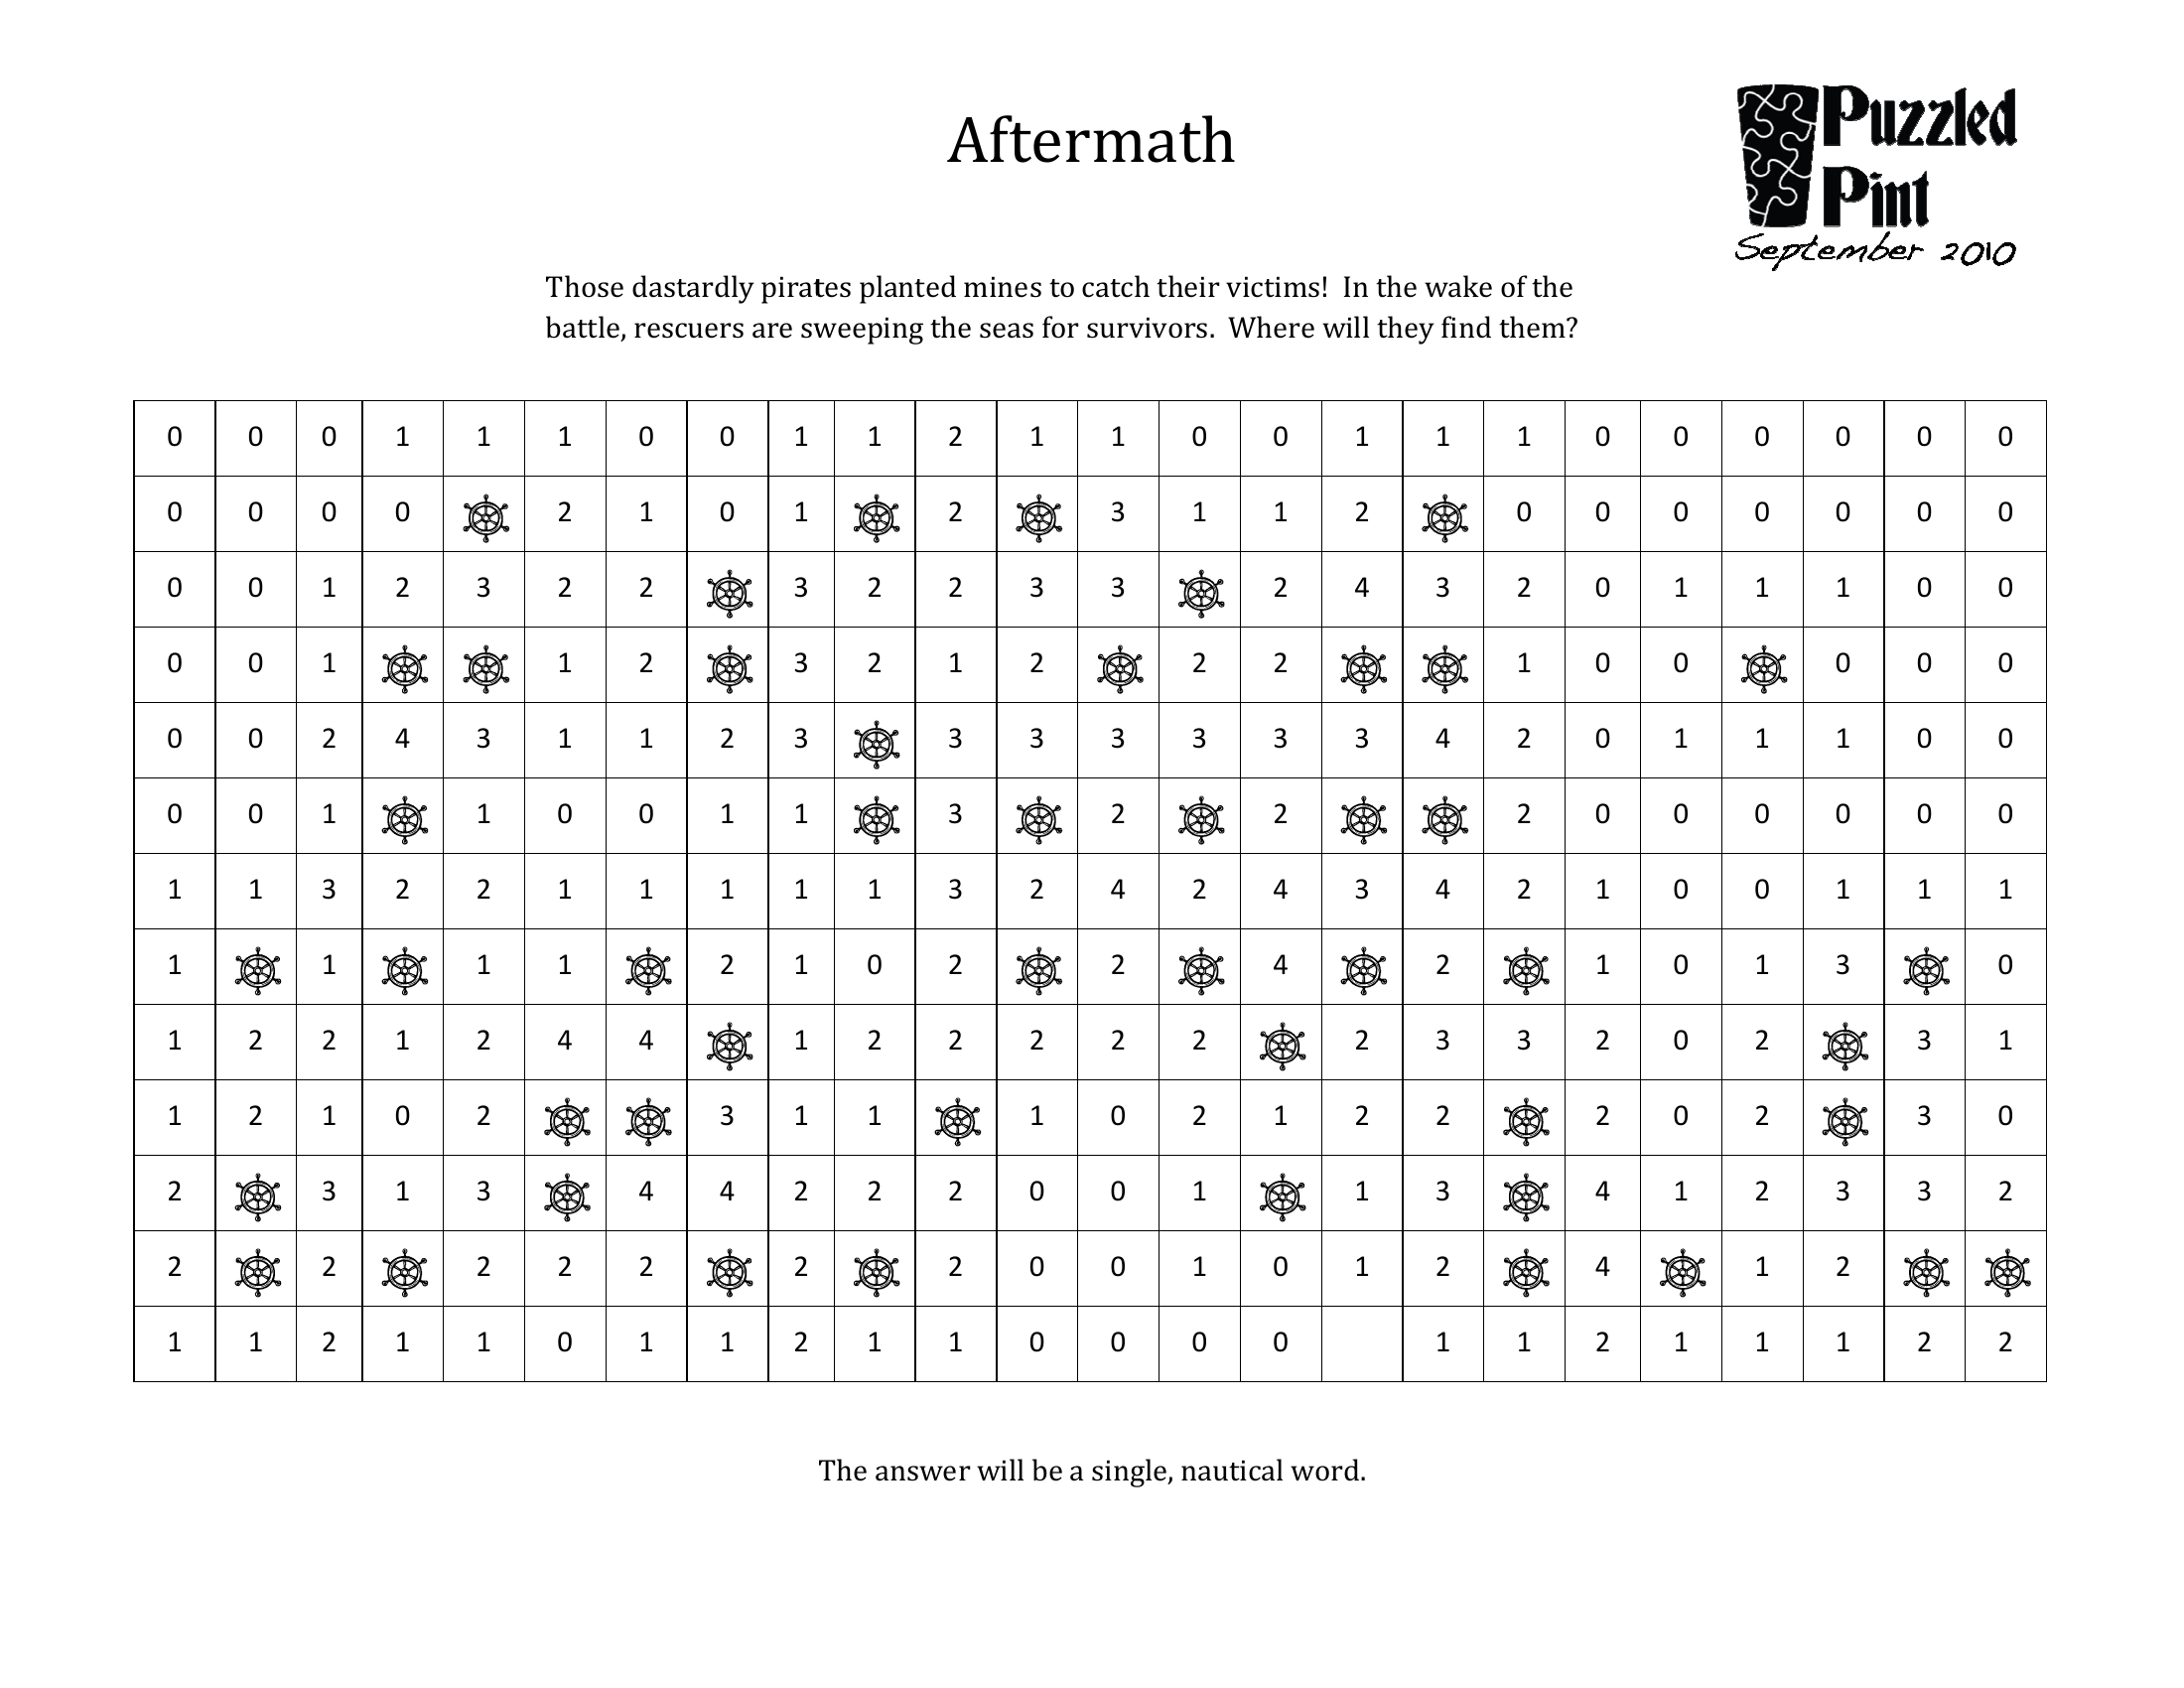 Aftermath
Puzzled
Pint
September 2010
Those dastardly pirates planted mines to catch their victims!  In the wake of the
battle, rescuers are sweeping the seas for survivors.  Where will they find them?
0 0 0 1 1 1 0 0 1 1 2 1 1 0 0 1 1 1 0 0 0 0 0 0
0 0 0 0 2 1 0 1 2 3 1 1 2 0 0 0 0 0 0 0
0 0 1 2 3 2 2 3 2 2 3 3 2 4 3 2 0 1 1 1 0 0
0 0 1 1 2 3 2 1 2 2 2 1 0 0 0 0 0
0 0 2 4 3 1 1 2 3 3 3 3 3 3 3 4 2 0 1 1 1 0 0
0 0 1 1 0 0 1 1 3 2 2 2 0 0 0 0 0 0
1 1 3 2 2 1 1 1 1 1 3 2 4 2 4 3 4 2 1 0 0 1 1 1
1 1 1 1 2 1 0 2 2 4 2 1 0 1 3 0
1 2 2 1 2 4 4 1 2 2 2 2 2 2 3 3 2 0 2 3 1
1 2 1 0 2 3 1 1 1 0 2 1 2 2 2 0 2 3 0
2 3 1 3 4 4 2 2 2 0 0 1 1 3 4 1 2 3 3 2
2 2 2 2 2 2 2 0 0 1 0 1 2 4 1 2
1 1 2 1 1 0 1 1 2 1 1 0 0 0 0 1 1 2 1 1 1 2 2
The answer will be a single, nautical word.